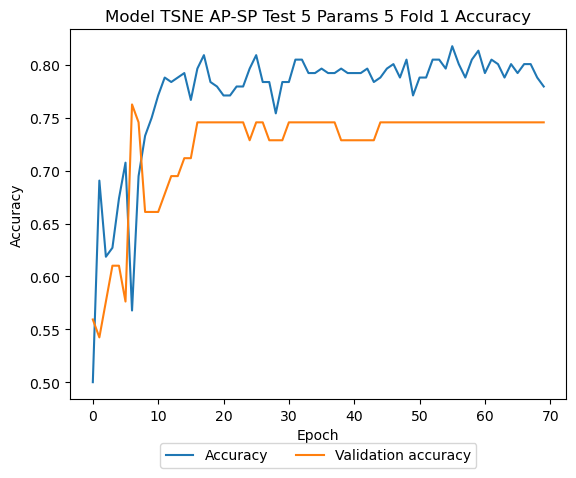 Model TSNE AP-SP Test 5 Params 5 Fold 1 Accuracy
0.80
0.75
0.70
0.65
0.60
0.55
0.50
Accuracy
0 10 20 30 40 50 60 70
Epoch
Accuracy Validation accuracy